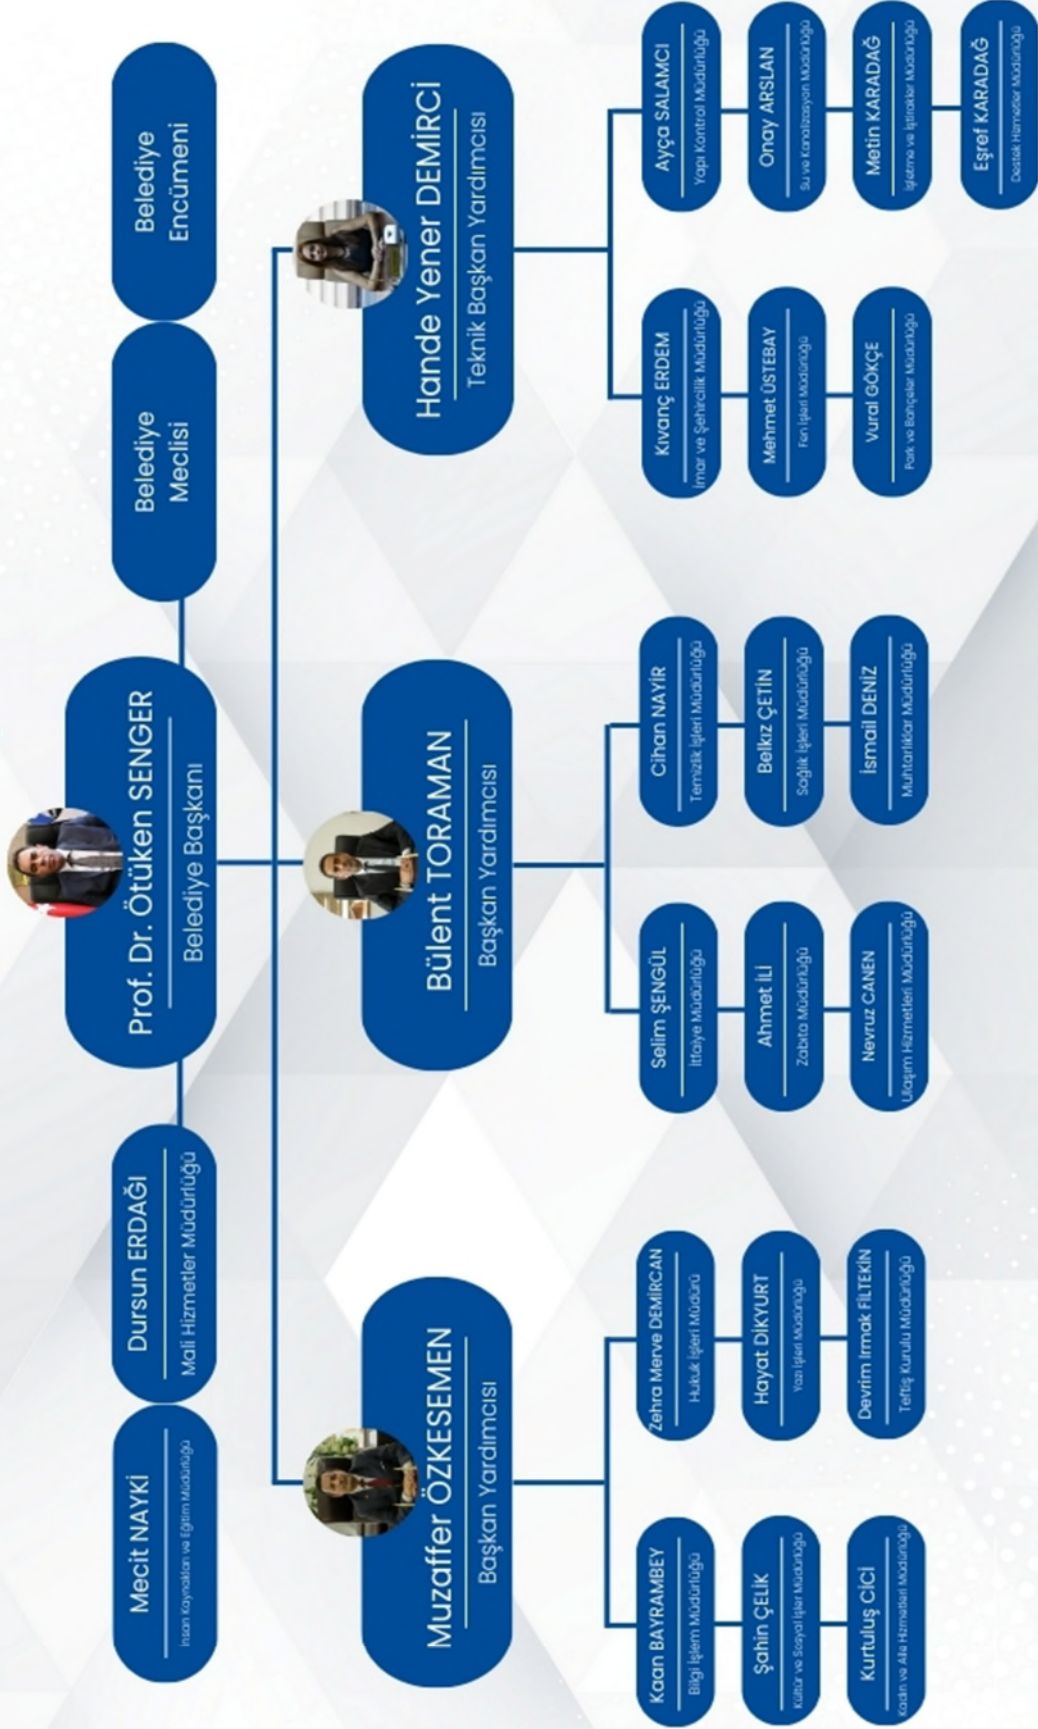 Mecit NAYKİ
İnsan Kaynakları ve Eğitim Müdürlüğü
Dursun ERDAĞI
Mali Hizmetler Müdürlüğü
Prof. Dr. Ötüken SENGER
Belediye Başkanı
Belediye
Meclisi
Belediye
Encümeni
Muzaffer ÖZKESEMEN
Başkan Yardımcısı
Bülent TORAMAN
Başkan Yardımcısı
Hande Yener DEMİRCİ
Teknik Başkan Yardımcısı
Kaan BAYRAMBEY
Bilgi İşlem Müdürlüğü
Şahin ÇELİK
Kültür ve Sosyal İşler Müdürlüğü
Kurtuluş CİCİ
Kadın ve Aile Hizmetleri Müdürlüğü
Zehra Merve DEMİRCAN
Hukuk İşleri Müdürü
Hayat DİKYURT
Yazı İşleri Müdürlüğü
Devrim Irmak FİLTEKİN
Teftiş Kurulu Müdürlüğü
Selim ŞENGÜL
İtfaiye Müdürlüğü
Ahmet İLİ
Zabıta Müdürlüğü
Nevruz CANEN
Ulaşım Hizmetleri Müdürlüğü
Cihan NAYİR
Temizlik İşleri Müdürlüğü
Belkız ÇETİN
Sağlık İşleri Müdürlüğü
İsmail DENİZ
Muhtarlıklar Müdürlüğü
Kıvanç ERDEM
İmar ve Şehircilik Müdürlüğü
Mehmet ÜSTEBAY
Fen İşleri Müdürlüğü
Vural GÖKÇE
Park ve Bahçeler Müdürlüğü
Ayça SALAMCI
Yapı Kontrol Müdürlüğü
Onay ARSLAN
Su ve Kanalizasyon Müdürlüğü
Metin KARADAĞ
İşletme ve İştirakler Müdürlüğü
Eşref KARADAĞ
Destek Hizmetler Müdürlüğü